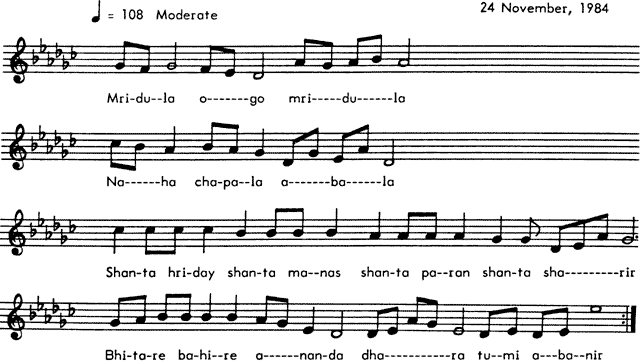 ♩ = 108 Moderate 24 November, 1984
Mri-du--la o-------go mri-----du------la
Na------ha cha-pa--la a------ba----la
Shan-ta hri-day shan-ta ma--nas shan-ta pa--ran shan-ta sha---------rir
Bhi-ta-re ba-hi--re a------nan-da dha-----------ra tu--mi a---ba--nir